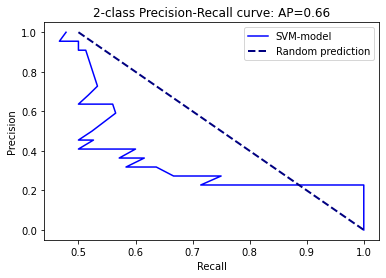 2-class Precision-Recall curve: AP=0.66
SVM-model
Random prediction
Precision
1.0
0.8
0.6
0.4
0.2
0.0
0.5 0.6 0.7 0.8 0.9 1.0
Recall